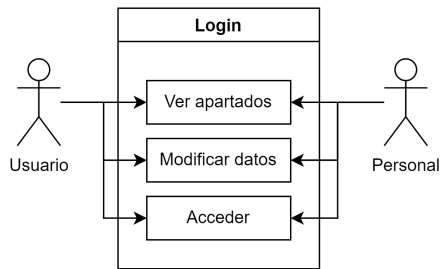 Login
Ver apartados
Modificar datos
Usuario
Personal
Acceder